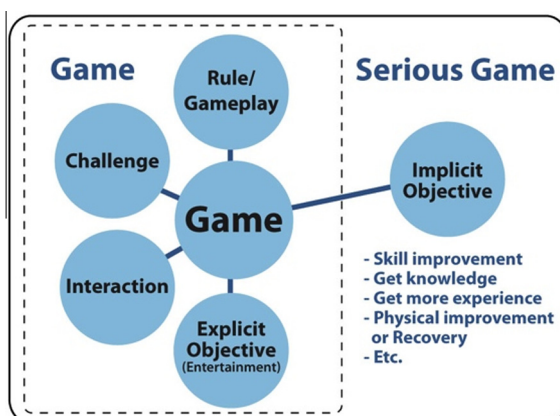 Game
Serious Game
Rule/
Gameplay
Challenge
Implicit
Objective
Game
Interaction
Explicit
Objective
(Entertainment)
- Skill improvement
- Get knowledge
- Get more experience
- Physical improvement
or Recovery
- Etc.